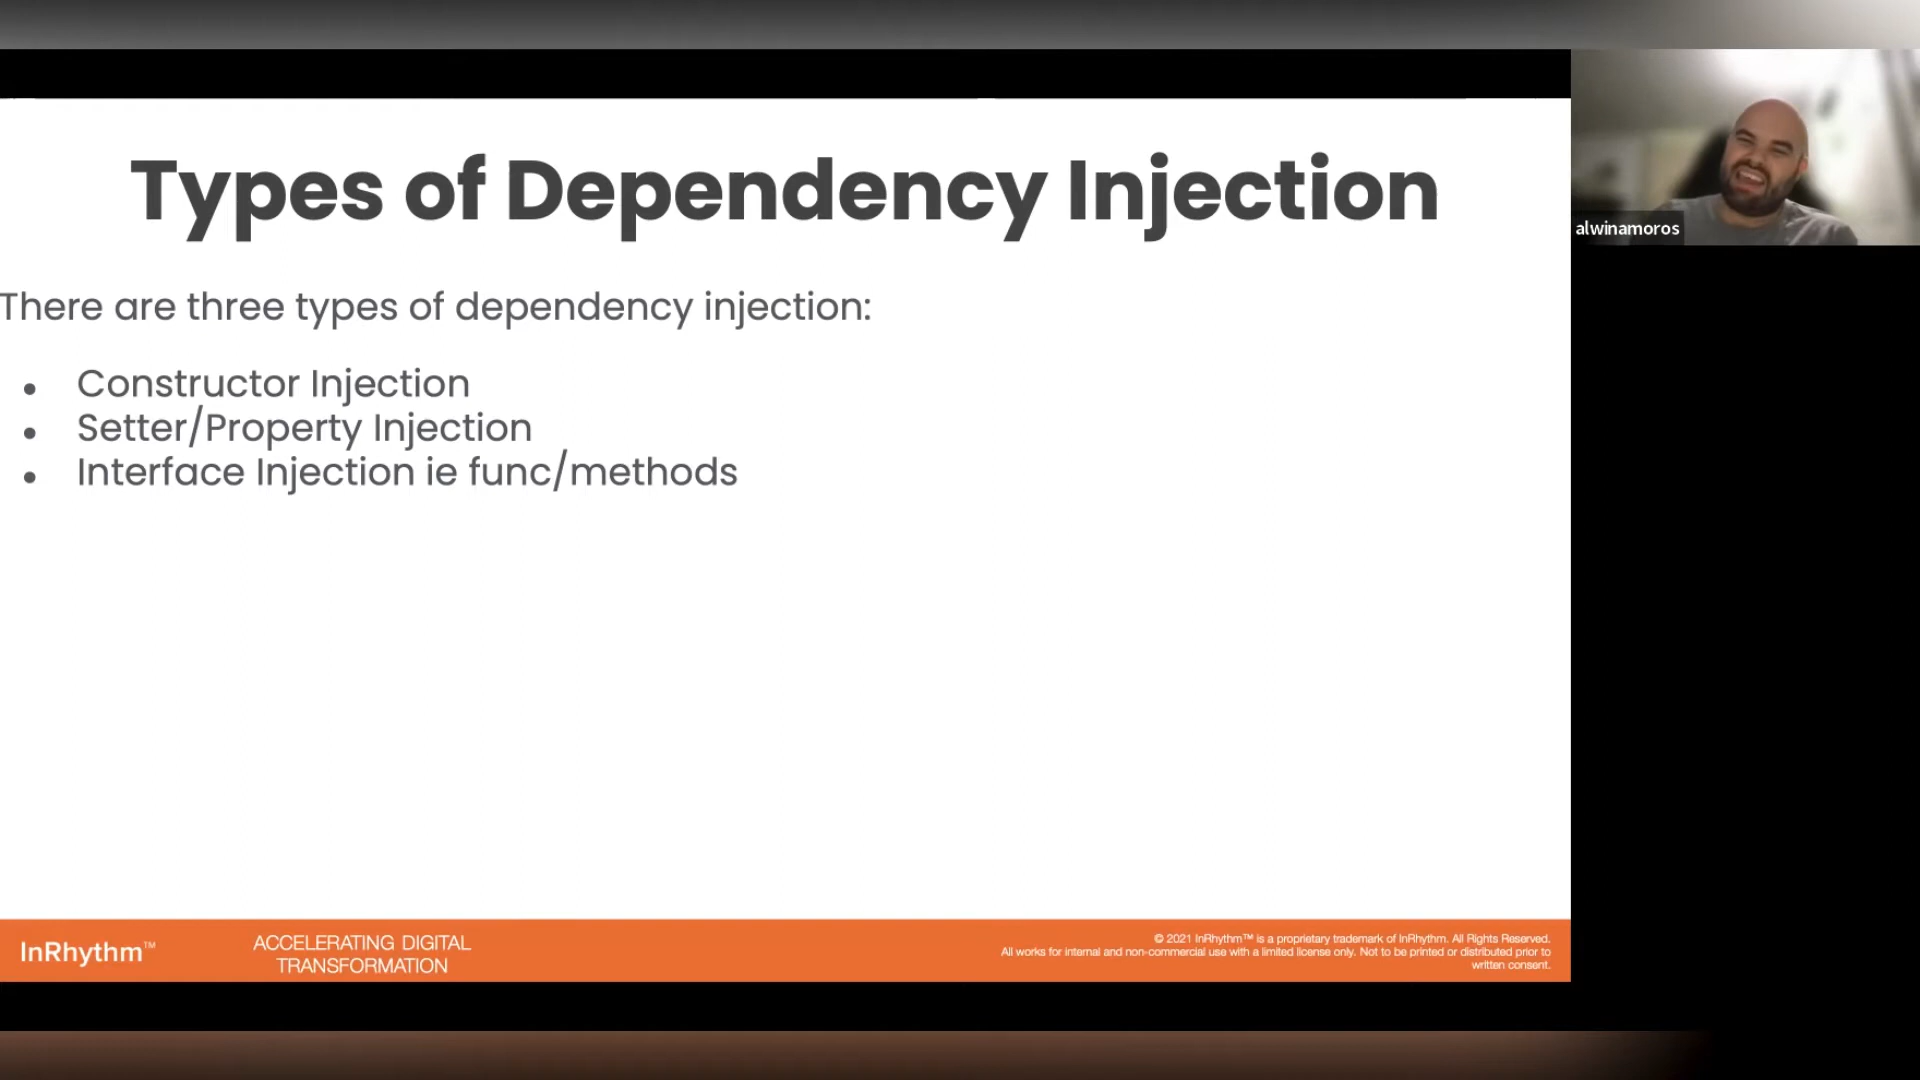 Types of Dependency Injection
alwinamoros
There are three types of dependency injection:
• Constructor Injection
• Setter/Property Injection
• Interface Injection ie func/methods
InRhythm™
ACCELERATING DIGITAL
TRANSFORMATION
© 2021 InRhythm™ is a proprietary trademark of InRhythm. All Rights Reserved.
All works for internal and non-commercial use with a limited license only. Not to be printed or distributed prior to
written consent.